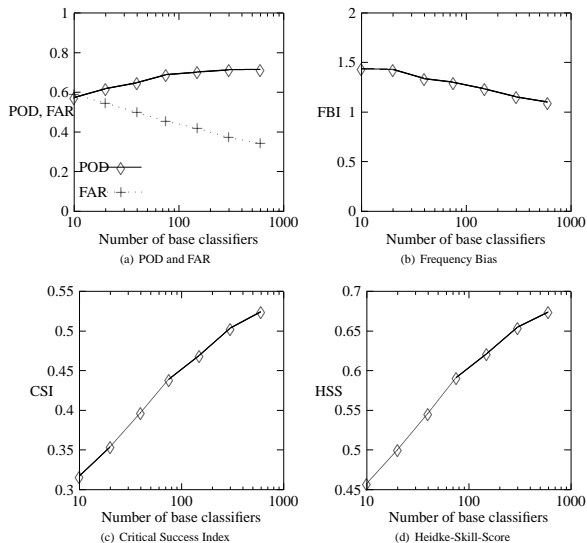 1
0.8
0.6
POD, FAR
0.4
0.2
0
POD
FAR
10 100 1000
Number of base classifiers
(a) POD and FAR
2
1.5
FBI 1
0.5
0
10 100 1000
Number of base classifiers
(b) Frequency Bias
0.55
0.5
0.45
CSI
0.4
0.35
0.3
10 100 1000
Number of base classifiers
(c) Critical Success Index
0.7
0.65
0.6
HSS
0.55
0.5
0.45
10 100 1000
Number of base classifiers
(d) Heidke-Skill-Score